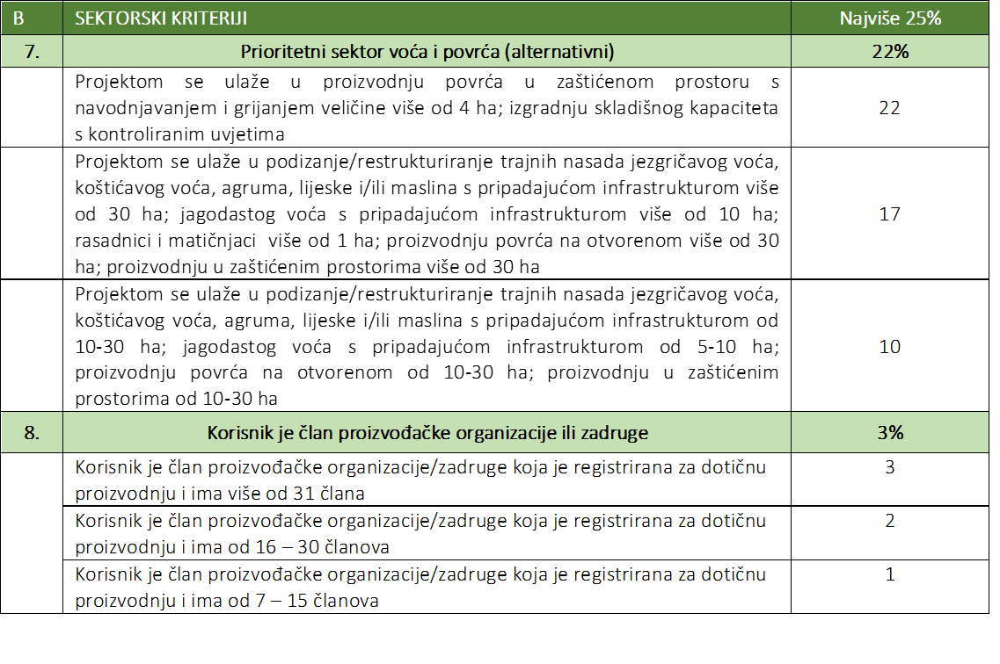 B SEKTORSKI KRITERIJI Najviše 25%
7. Prioritetni sektor voća i povrća (alternativni) 22%
Projektom se ulaže u proizvodnju povrća u zaštićenom prostoru s
navodnjavanjem i grijanjem veličine više od 4 ha; izgradnju skladišnog kapaciteta
s kontroliranim uvjetima
22
Projektom se ulaže u podizanje/restrukturiranje trajnih nasada jezgričavog voća,
koštićavog voća, agruma, lijeske i/ili maslina s pripadajućom infrastrukturom više
od 30 ha; jagodastog voća s pripadajućom infrastrukturom više od 10 ha;
rasadnici i matičnjaci više od 1 ha; proizvodnju povrća na otvorenom više od 30
ha; proizvodnju u zaštićenim prostorima više od 30 ha
17
Projektom se ulaže u podizanje/restrukturiranje trajnih nasada jezgričavog voća,
koštićavog voća, agruma, lijeske i/ili maslina s pripadajućom infrastrukturom od
10-30 ha; jagodastog voća s pripadajućom infrastrukturom od 5-10 ha;
proizvodnju povrća na otvorenom od 10-30 ha; proizvodnju u zaštićenim
prostorima od 10-30 ha
10
8. Korisnik je član proizvođačke organizacije ili zadruge 3%
Korisnik je član proizvođačke organizacije/zadruge koja je registrirana za dotičnu
proizvodnju i ima više od 31 člana
3
Korisnik je član proizvođačke organizacije/zadruge koja je registrirana za dotičnu
proizvodnju i ima od 16 – 30 članova
2
Korisnik je član proizvođačke organizacije/zadruge koja je registrirana za dotičnu
proizvodnju i ima od 7 – 15 članova
1